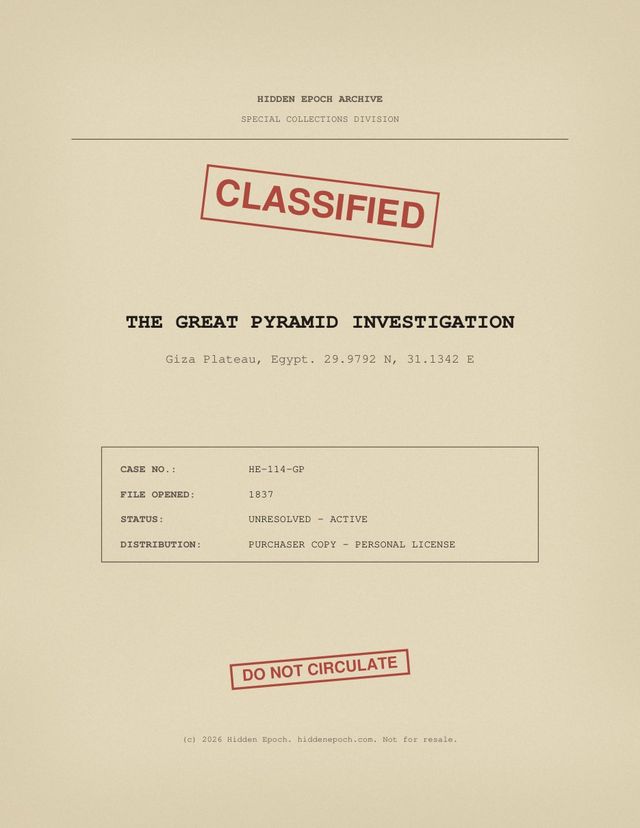 HIDDEN EPOCH ARCHIVE
SPECIAL COLLECTIONS DIVISION
CLASSIFIED
THE GREAT PYRAMID INVESTIGATION
Giza Plateau, Egypt. 29.9792 N, 31.1342 E
CASE NO.: HE-114-GP
FILE OPENED: 1837
STATUS: UNRESOLVED - ACTIVE
DISTRIBUTION: PURCHASER COPY - PERSONAL LICENSE
DO NOT CIRCULATE
(c) 2026 Hidden Epoch. hiddenepoch.com. Not for resale.